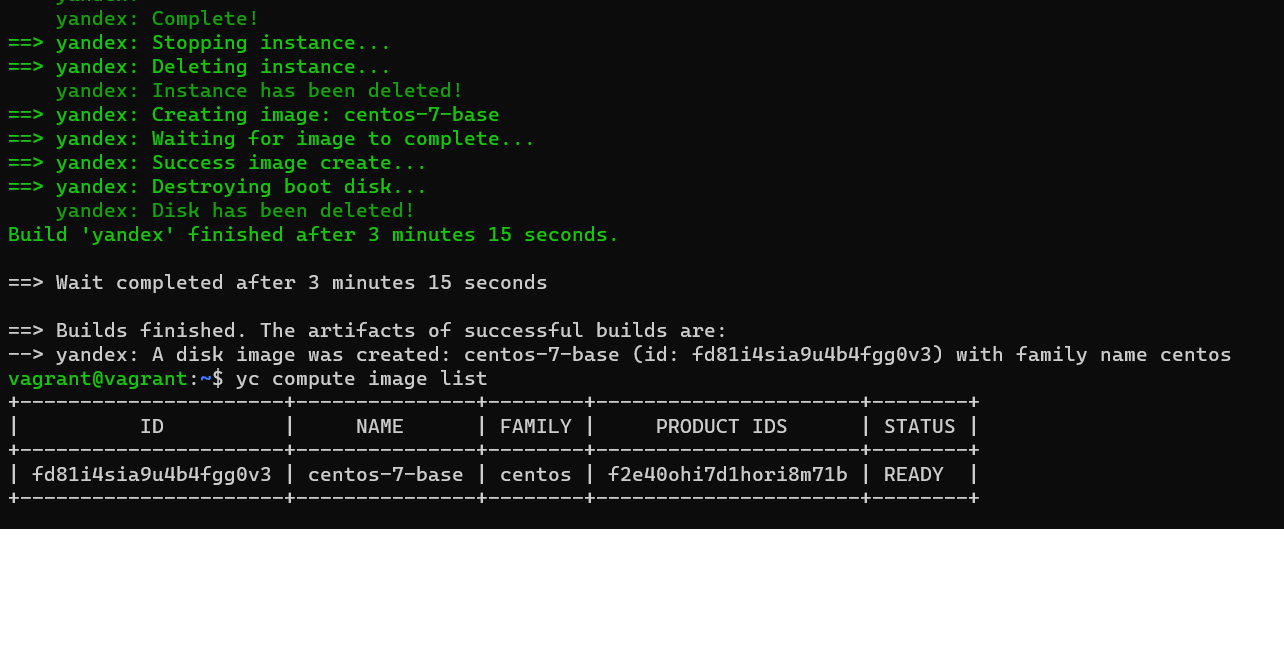 yandex: Complete!
==> yandex: Stopping instance...
==> yandex: Deleting instance...
    yandex: Instance has been deleted!
==> yandex: Creating image: centos-7-base
==> yandex: Waiting for image to complete...
==> yandex: Success image create...
==> yandex: Destroying boot disk...
    yandex: Disk has been deleted!
Build 'yandex' finished after 3 minutes 15 seconds.
==> Wait completed after 3 minutes 15 seconds
==> Builds finished. The artifacts of successful builds are:
--> yandex: A disk image was created: centos-7-base (id: fd81i4sia9u4b4fgg0v3) with family name centos
vagrant@vagrant:~$ yc compute image list
+----------------------+---------------+--------+----------------------+--------+
|          ID          |     NAME      | FAMILY |     PRODUCT IDS      | STATUS |
+----------------------+---------------+--------+----------------------+--------+
| fd81i4sia9u4b4fgg0v3 | centos-7-base | centos | f2e40ohi7d1hori8m71b | READY  |
+----------------------+---------------+--------+----------------------+--------+